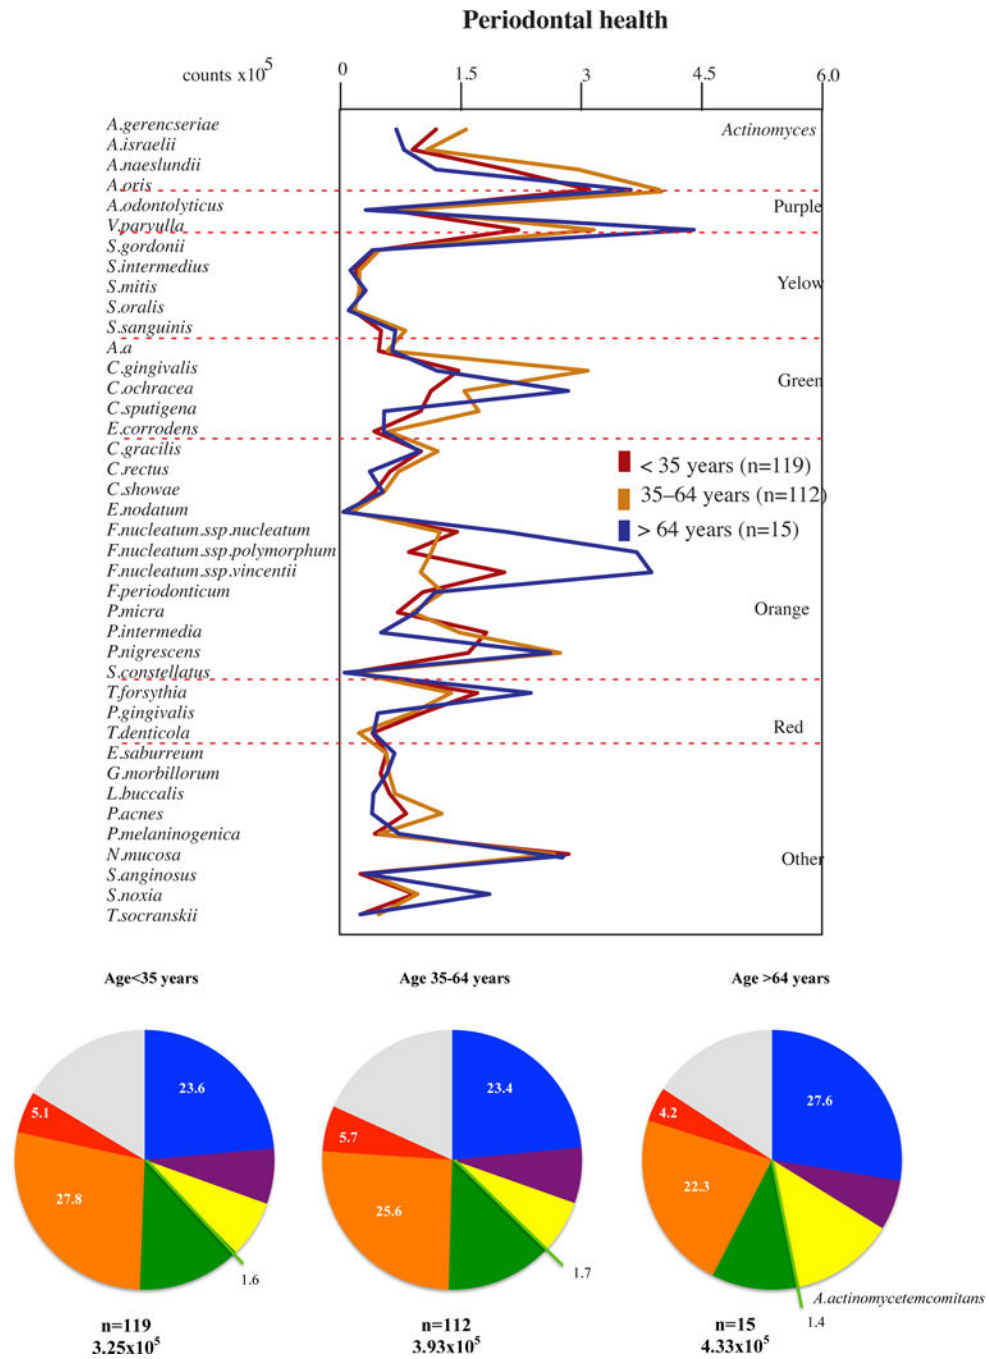 Periodontal health
counts x10^5
0 1.5 3 4.5 6.0
A.gerencseriae
Actinomyces
A.israelii
A.naeslundii
A.oris
A.odontolyticus
Purple
V.parvulla
S.gordonii
S.intermedius
Yelow
S.mitis
S.oralis
S.sanguinis
A.a
C.gingivalis
Green
C.ochracea
C.sputigena
E.corrodens
C.gracilis
< 35 years (n=119)
C.rectus
C.showae
35–64 years (n=112)
E.nodatum
F.nucleatum.ssp.nucleatum
> 64 years (n=15)
F.nucleatum.ssp.polymorphum
F.nucleatum.ssp.vincentii
F.periodonticum
P.micra
Orange
P.intermedia
P.nigrescens
S.constellatus
T.forsythia
P.gingivalis
Red
T.denticola
E.saburreum
G.morbillorum
L.buccalis
P.acnes
P.melaninogenica
N.mucosa
Other
S.anginosus
S.noxia
T.socranskii
Age<35 years
Age 35-64 years
Age >64 years
23.6
5.1
27.8
1.6
23.4
5.7
25.6
1.7
27.6
4.2
22.3
A.actinomycetemcomitans
1.4
n=119
3.25x10^5
n=112
3.93x10^5
n=15
4.33x10^5